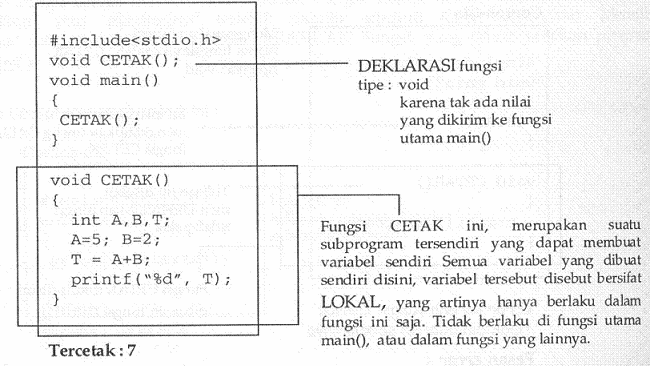 #include<stdio.h>
void CETAK();
void main()
{
CETAK();
}
void CETAK()
{
int A,B,T;
A=5; B=2;
T = A+B;
printf("%d", T);
}
Tercetak : 7
DEKLARASI fungsi
tipe : void
karena tak ada nilai
yang dikirim ke fungsi
utama main()
Fungsi CETAK ini, merupakan suatu
subprogram tersendiri yang dapat membuat
variabel sendiri Semua variabel yang dibuat
sendiri disini, variabel tersebut disebut bersifat
LOKAL, yang artinya hanya berlaku dalam
fungsi ini saja. Tidak berlaku di fungsi utama
main(), atau dalam fungsi yang lainnya.